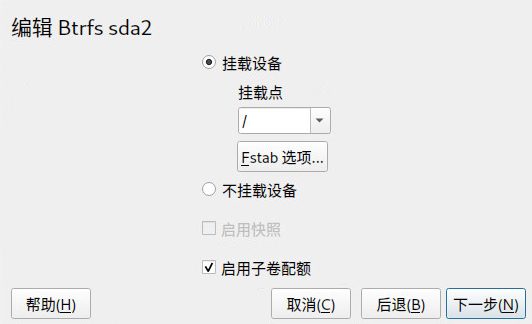 编辑 Btrfs sda2
挂载设备
挂载点
/
Fstab 选项...
不挂载设备
启用快照
启用子卷配额
帮助(H)
取消(C)
后退(B)
下一步(N)